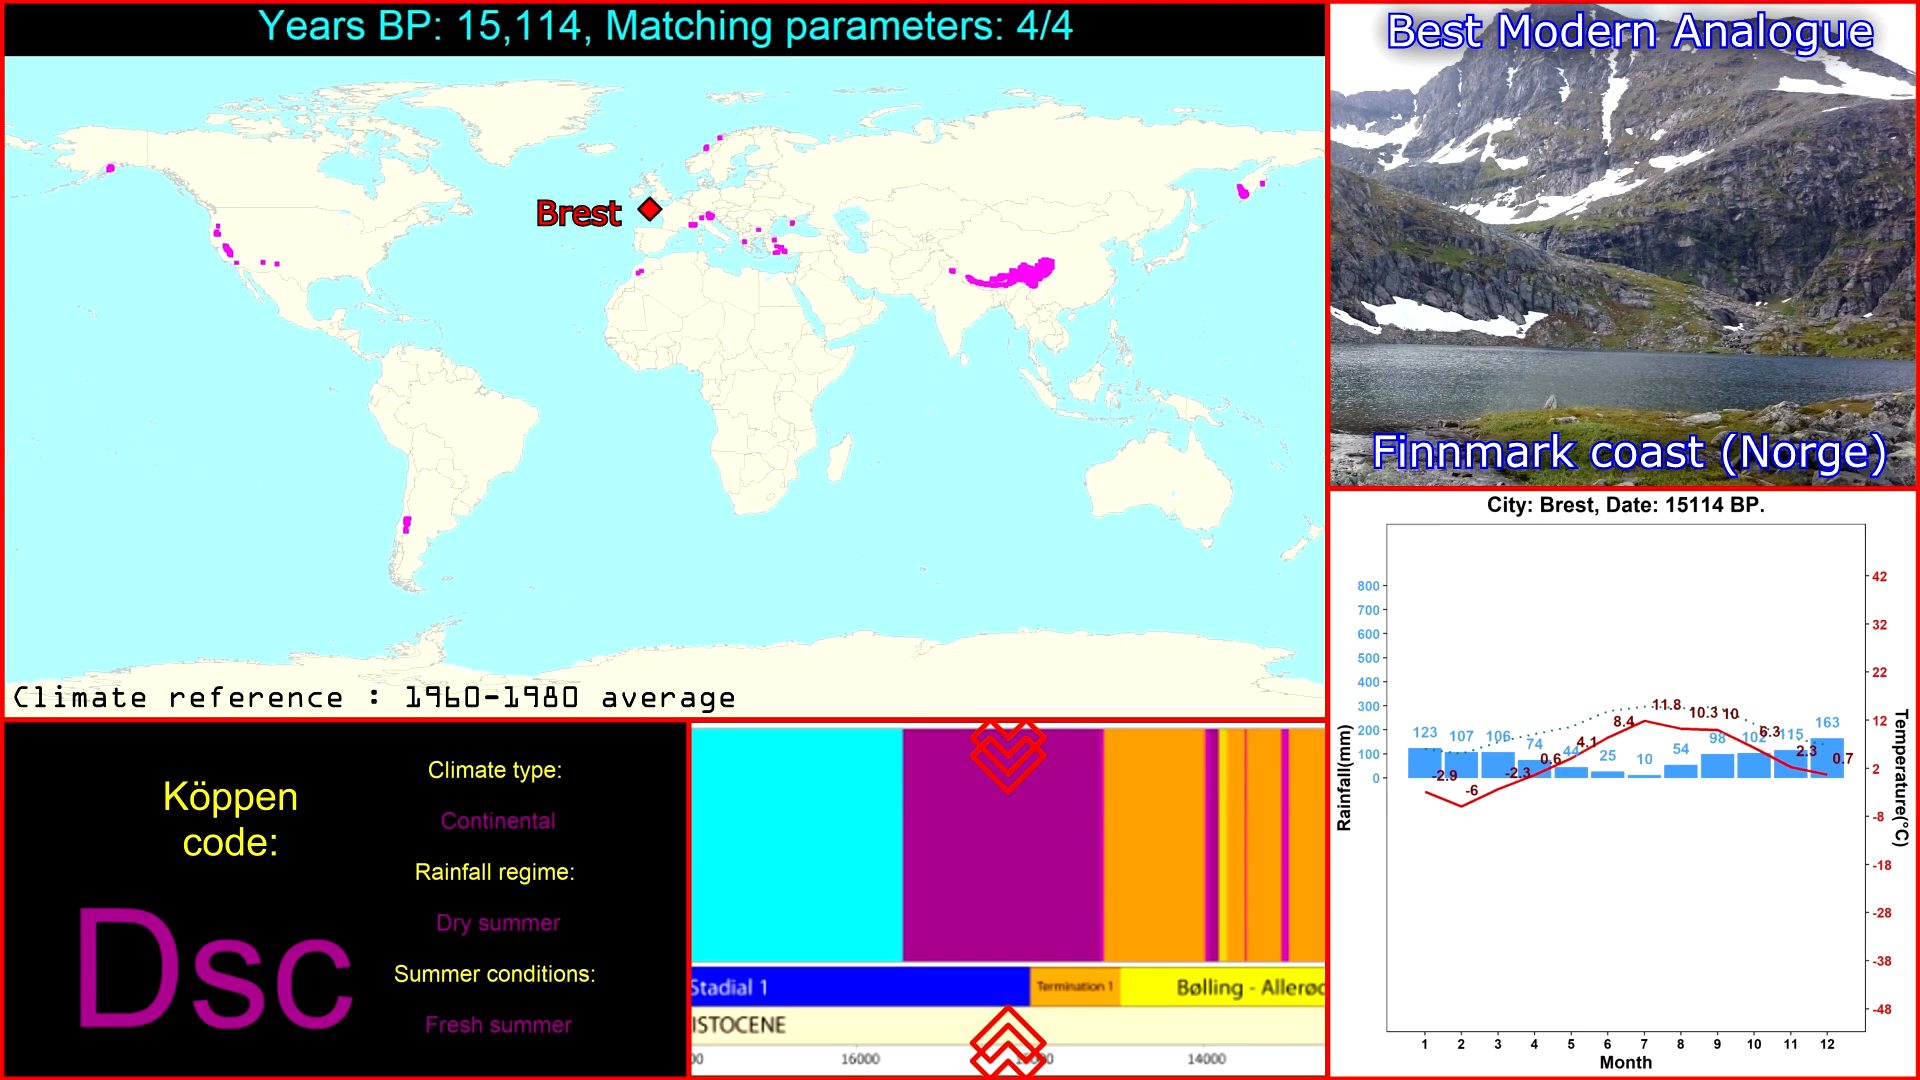 Years BP: 15,114, Matching parameters: 4/4
Brest
Climate reference : 1960-1980 average
Best Modern Analogue
Finnmark coast (Norge)
Köppen
code:
Dsc
Climate type:
Continental
Rainfall regime:
Dry summer
Summer conditions:
Fresh summer
Stadial 1
Termination 1
Bølling - Allerød
ISTOCENE
16000
14000
City: Brest, Date: 15114 BP.
Rainfall(mm)
800
700
600
500
400
300
200
100
0
123
107
106
74
44
25
10
54
98
102
115
163
-2.9
-6
-2.3
0.6
4.1
8.4
11.8
10.3
10
6.3
2.3
0.7
42
32
22
12
2
-8
-18
-28
-38
-48
Temperature(°C)
1 2 3 4 5 6 7 8 9 10 11 12
Month